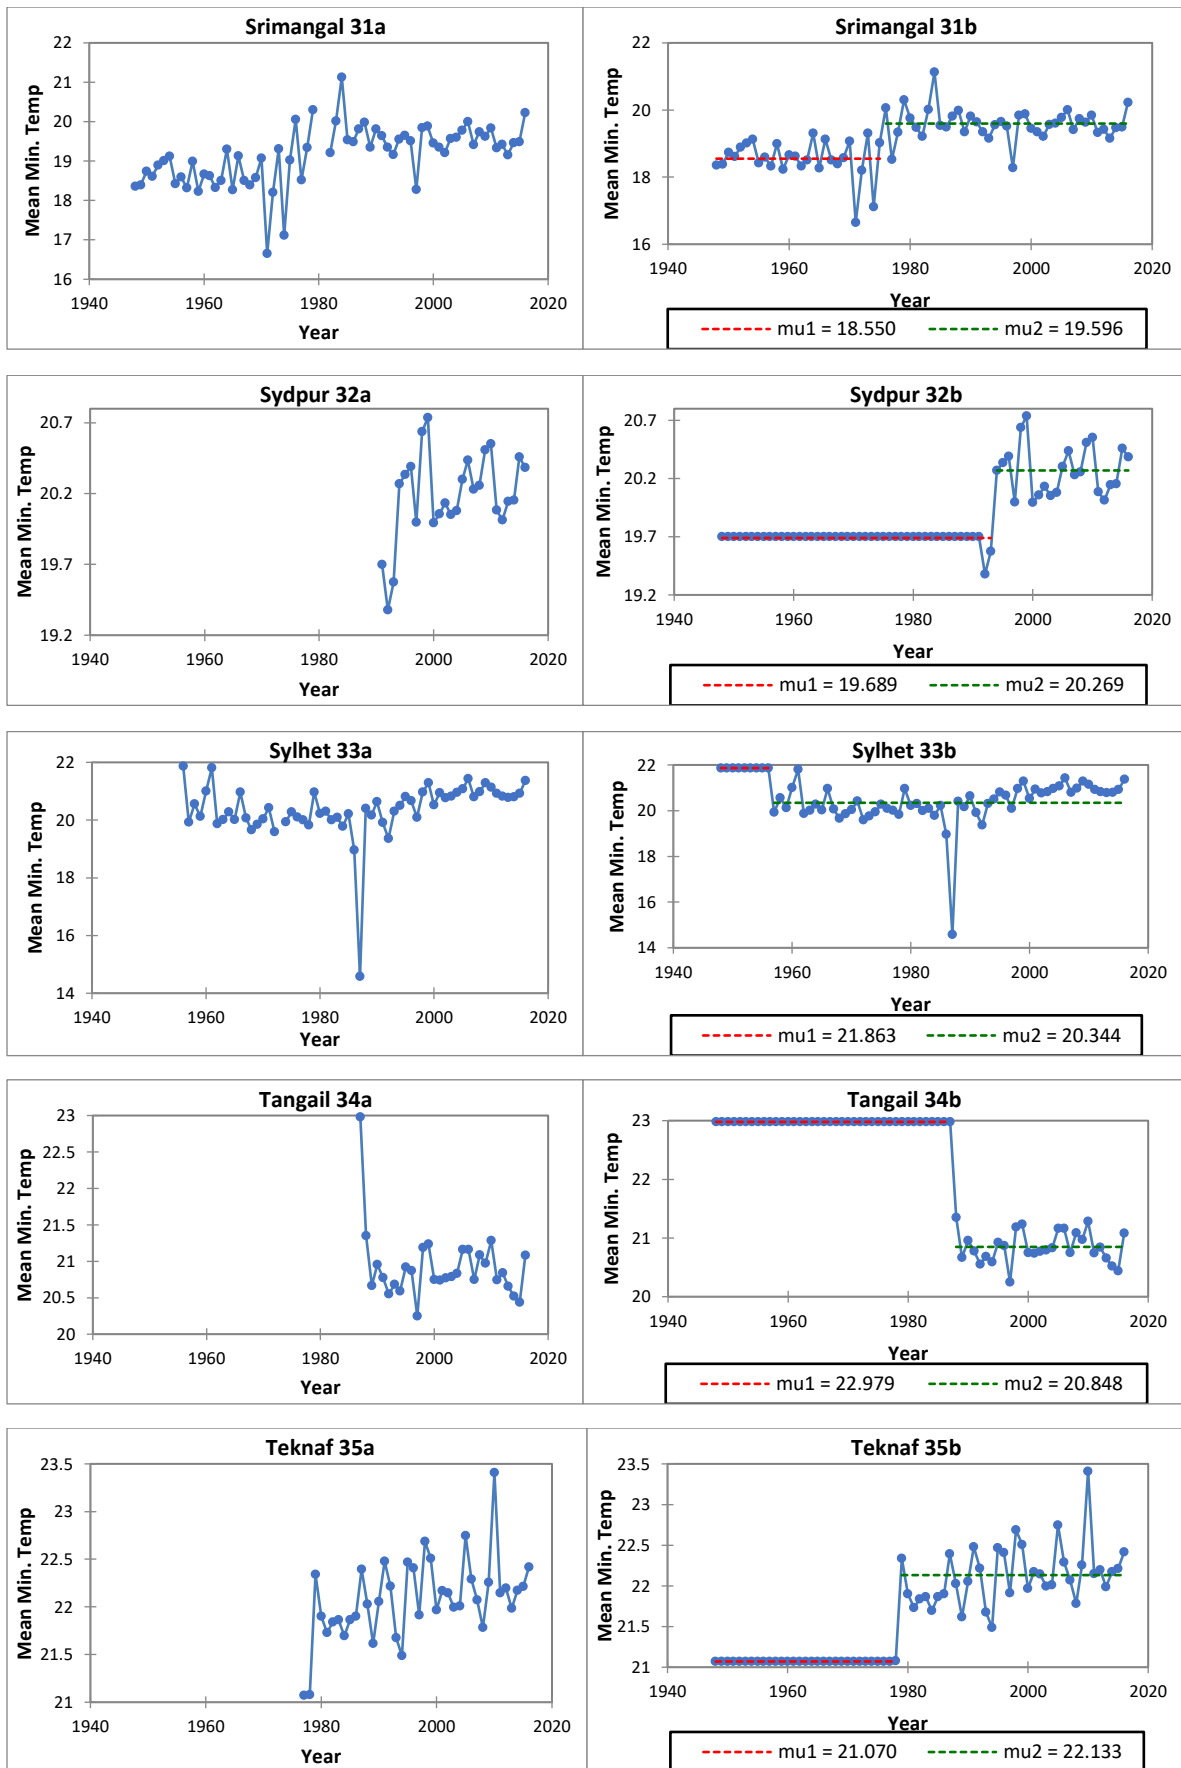 Srimangal 31a
Mean Min. Temp
22
21
20
19
18
17
16
1940 1960 1980 2000 2020
Year
Srimangal 31b
Mean Min. Temp
22
20
18
16
1940 1960 1980 2000 2020
Year
mu1 = 18.550 mu2 = 19.596
Sydpur 32a
Mean Min. Temp
20.7
20.2
19.7
19.2
1940 1960 1980 2000 2020
Year
Sydpur 32b
Mean Min. Temp
20.7
20.2
19.7
19.2
1940 1960 1980 2000 2020
Year
mu1 = 19.689 mu2 = 20.269
Sylhet 33a
Mean Min. Temp
22
20
18
16
14
1940 1960 1980 2000 2020
Year
Sylhet 33b
Mean Min. Temp
22
20
18
16
14
1940 1960 1980 2000 2020
Year
mu1 = 21.863 mu2 = 20.344
Tangail 34a
Mean Min. Temp
23
22.5
22
21.5
21
20.5
20
1940 1960 1980 2000 2020
Year
Tangail 34b
Mean Min. Temp
23
22
21
20
1940 1960 1980 2000 2020
Year
mu1 = 22.979 mu2 = 20.848
Teknaf 35a
Mean Min. Temp
23.5
23
22.5
22
21.5
21
1940 1960 1980 2000 2020
Year
Teknaf 35b
Mean Min. Temp
23.5
23
22.5
22
21.5
21
1940 1960 1980 2000 2020
Year
mu1 = 21.070 mu2 = 22.133